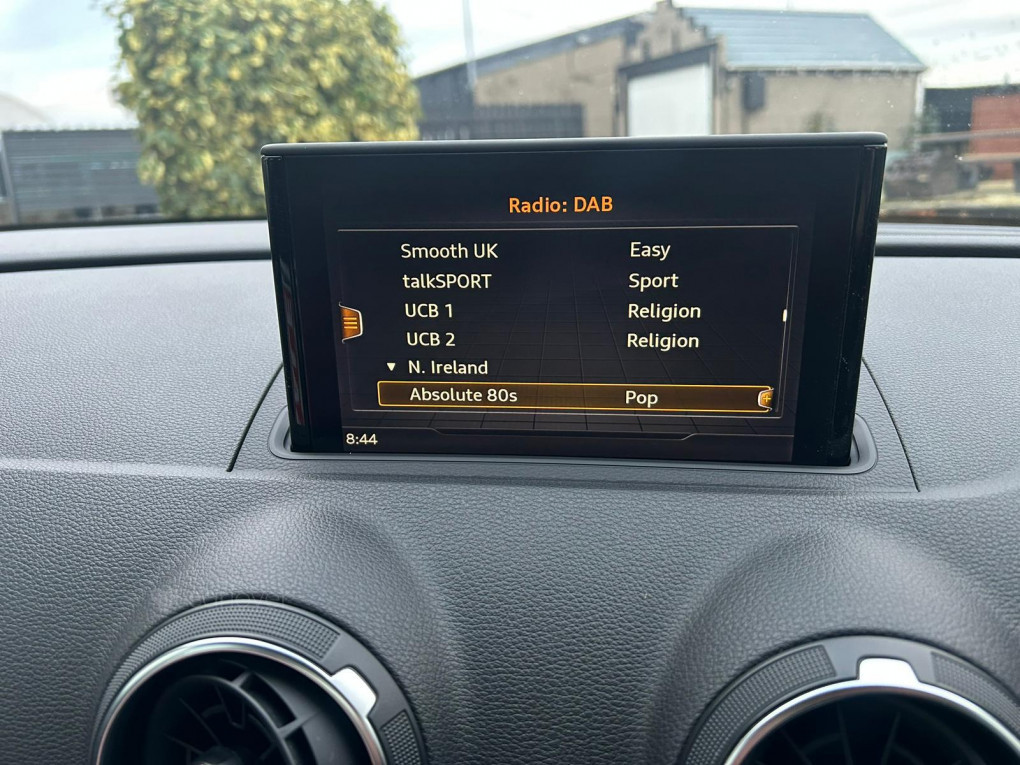 Radio: DAB
Smooth UK Easy
talkSPORT Sport
UCB 1 Religion
UCB 2 Religion
▼ N. Ireland
Absolute 80s Pop
8:44